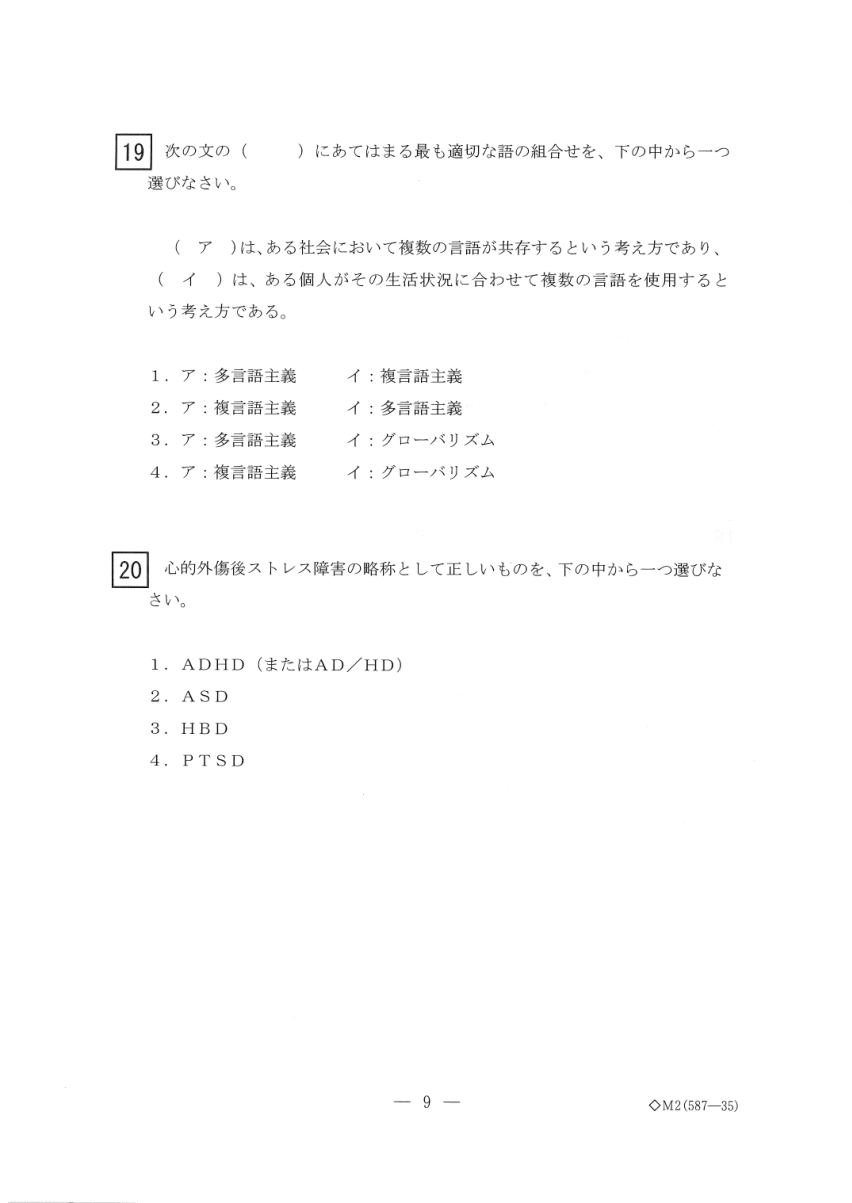 19 次の文の（　　　）にあてはまる最も適切な語の組合せを、下の中から一つ
選びなさい。
（　ア　）は、ある社会において複数の言語が共存するという考え方であり、
（　イ　）は、ある個人がその生活状況に合わせて複数の言語を使用すると
いう考え方である。
１．ア：多言語主義　　　イ：複言語主義
２．ア：複言語主義　　　イ：多言語主義
３．ア：多言語主義　　　イ：グローバリズム
４．ア：複言語主義　　　イ：グローバリズム
20 心的外傷後ストレス障害の略称として正しいものを、下の中から一つ選びな
さい。
１．ＡＤＨＤ（またはＡＤ／ＨＤ）
２．ＡＳＤ
３．ＨＢＤ
４．ＰＴＳＤ
— 9 —
◇M2(587—35)